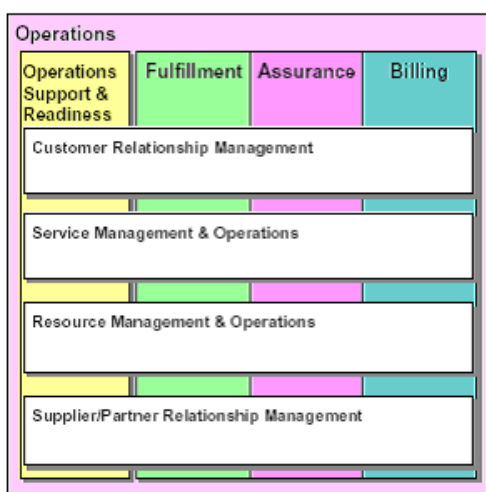 Operations
Operations
Support &
Readiness
Fulfillment
Assurance
Billing
Customer Relationship Management
Service Management & Operations
Resource Management & Operations
Supplier/Partner Relationship Management